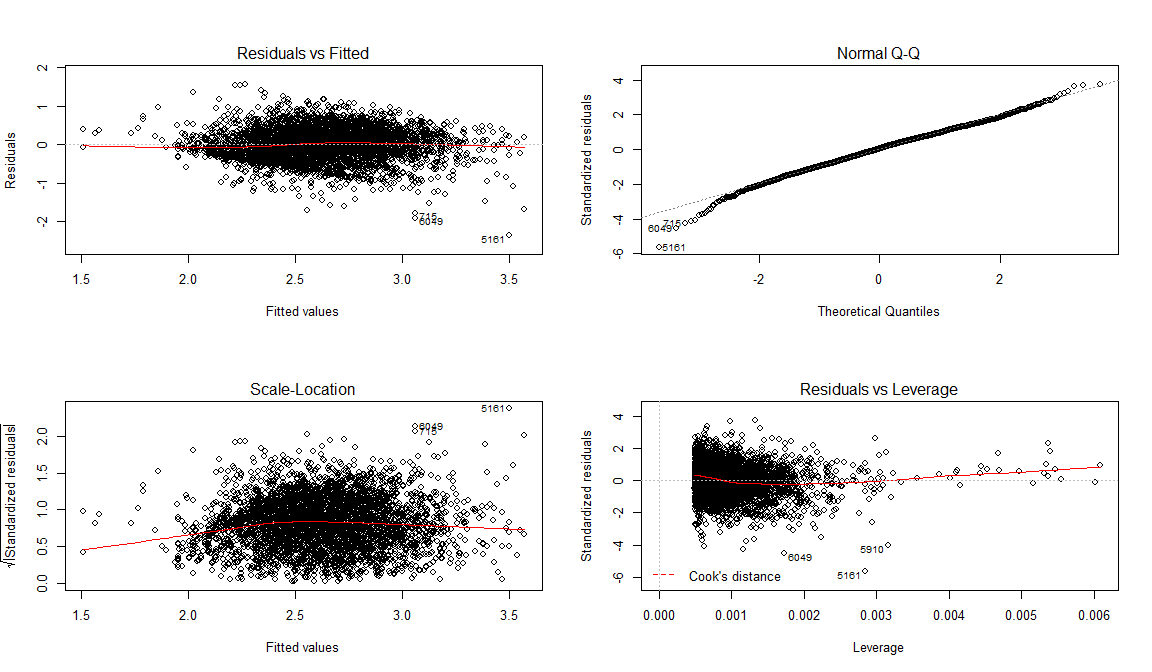 Residuals vs Fitted
Residuals
2
1
0
-1
-2
715
6049
5161
1.5 2.0 2.5 3.0 3.5
Fitted values
Normal Q-Q
Standardized residuals
4
2
0
-2
-4
-6
715
6049
5161
-2 0 2
Theoretical Quantiles
Scale-Location
√|Standardized residuals|
2.0
1.5
1.0
0.5
0.0
5161
6049
715
1.5 2.0 2.5 3.0 3.5
Fitted values
Residuals vs Leverage
Standardized residuals
4
2
0
-2
-4
-6
5910
6049
5161
Cook's distance
0.000 0.001 0.002 0.003 0.004 0.005 0.006
Leverage